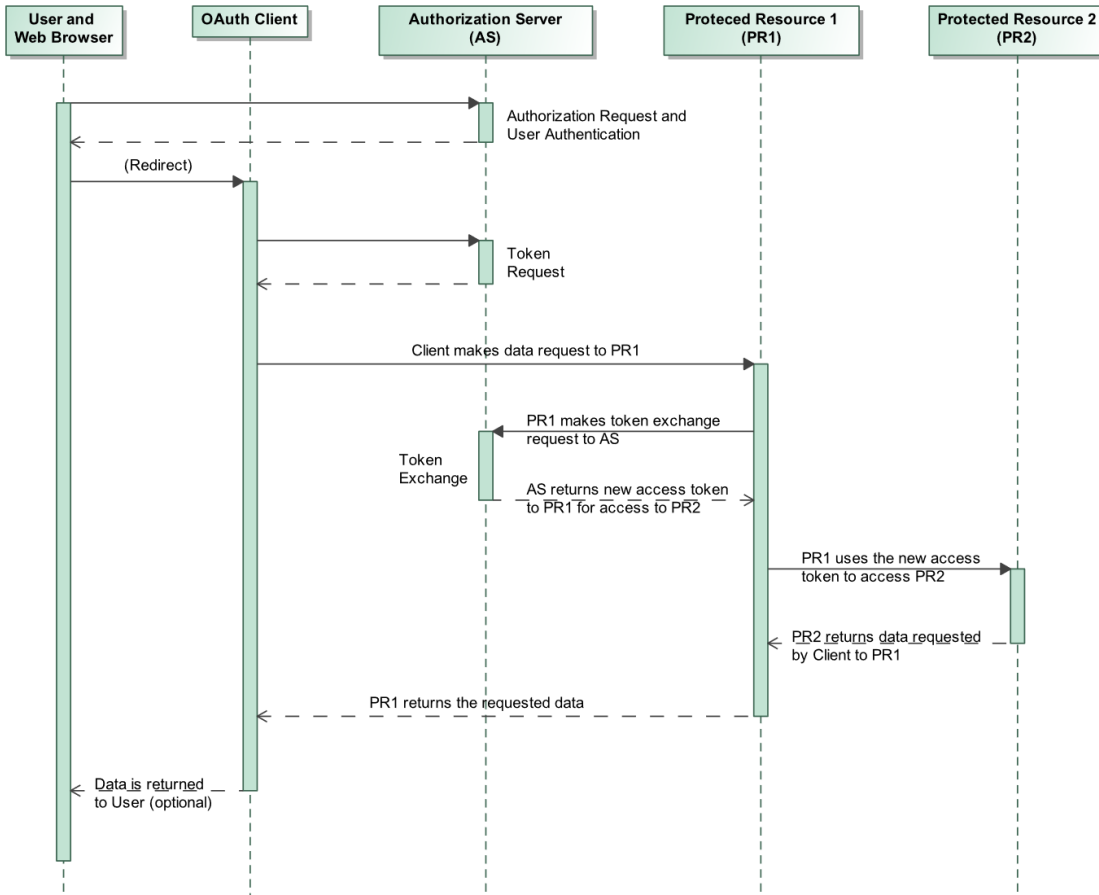 User and
Web Browser
OAuth Client
Authorization Server
(AS)
Proteced Resource 1
(PR1)
Protected Resource 2
(PR2)
Authorization Request and
User Authentication
(Redirect)
Token
Request
Client makes data request to PR1
PR1 makes token exchange
request to AS
Token
Exchange
AS returns new access token
to PR1 for access to PR2
PR1 uses the new access
token to access PR2
PR2 returns data requested
by Client to PR1
PR1 returns the requested data
Data is returned
to User (optional)